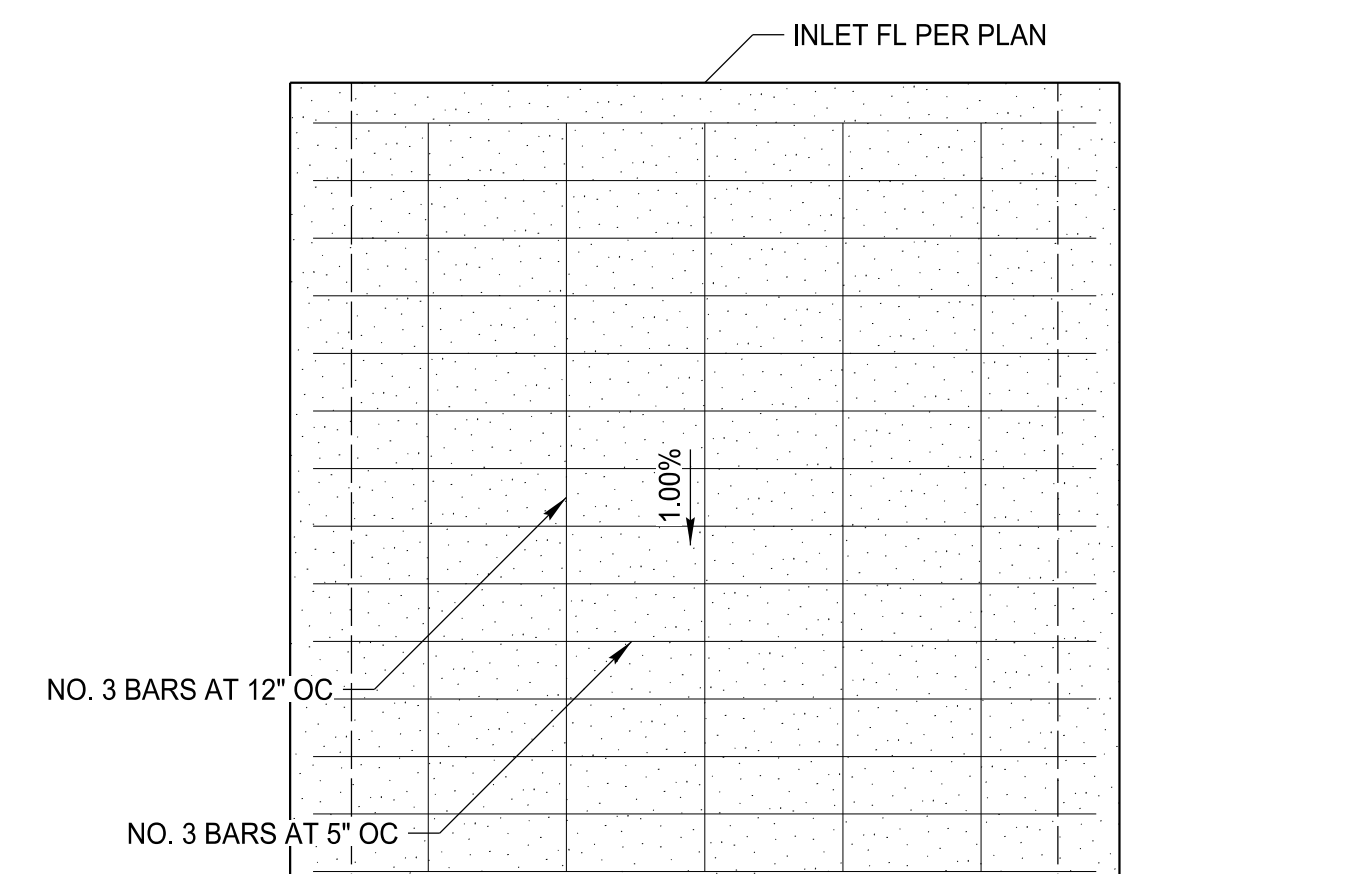 INLET FL PER PLAN
1.00%
NO. 3 BARS AT 12" OC
NO. 3 BARS AT 5" OC